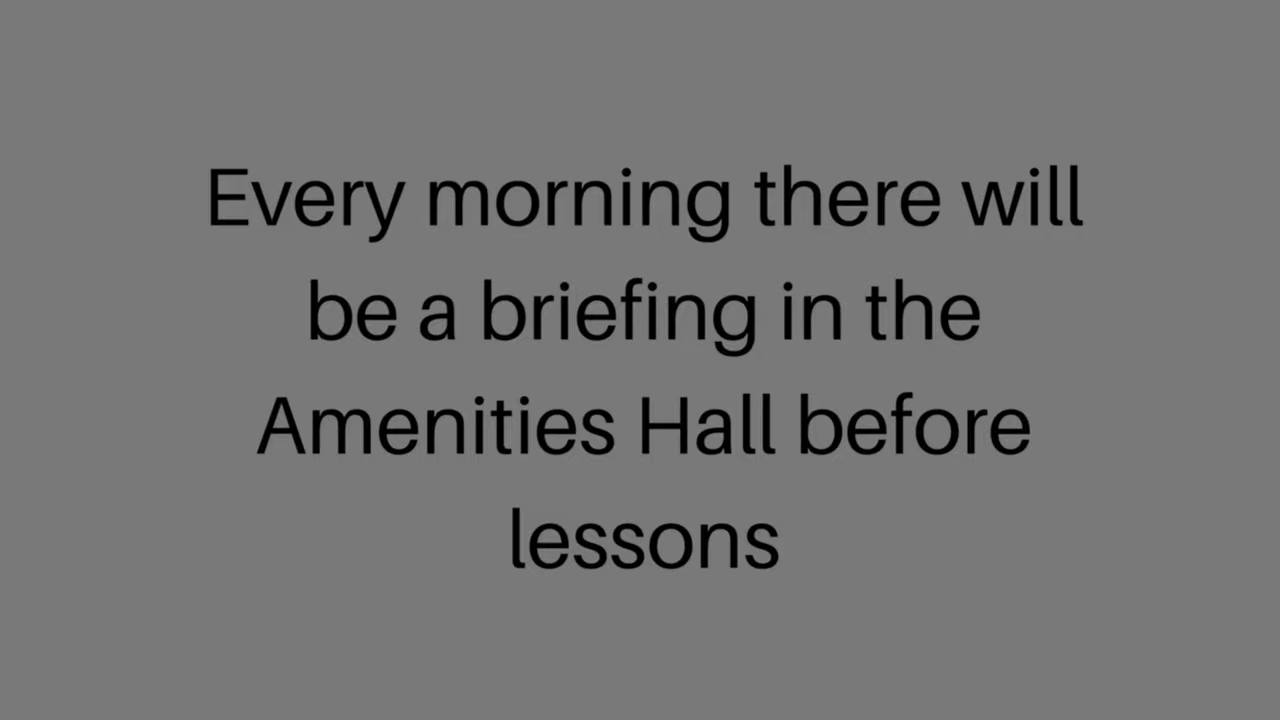 Every morning there will
be a briefing in the
Amenities Hall before
lessons